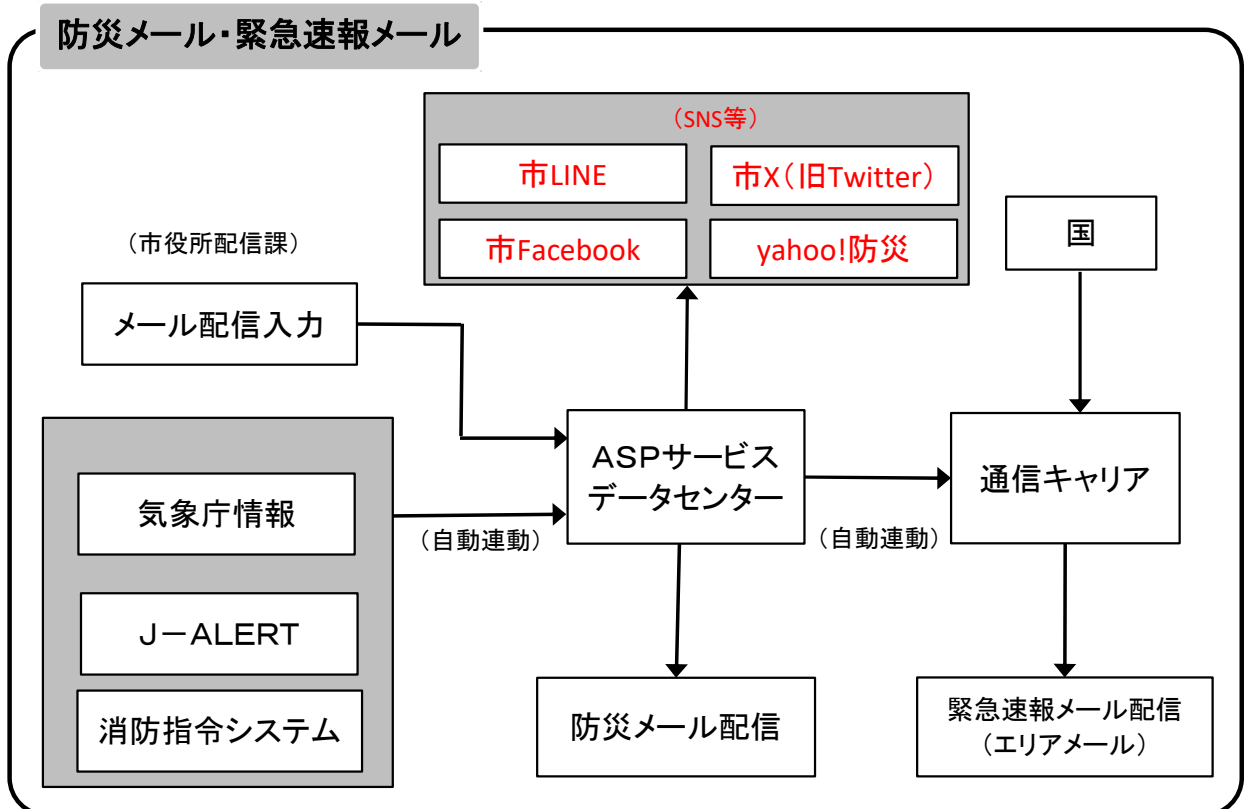 防災メール・緊急速報メール
（SNS等）
市LINE
市X（旧Twitter）
市Facebook
yahoo!防災
国
（市役所配信課）
メール配信入力
ＡＳＰサービス
データセンター
通信キャリア
気象庁情報
（自動連動）
（自動連動）
Ｊ－ＡＬＥＲＴ
消防指令システム
防災メール配信
緊急速報メール配信
（エリアメール）